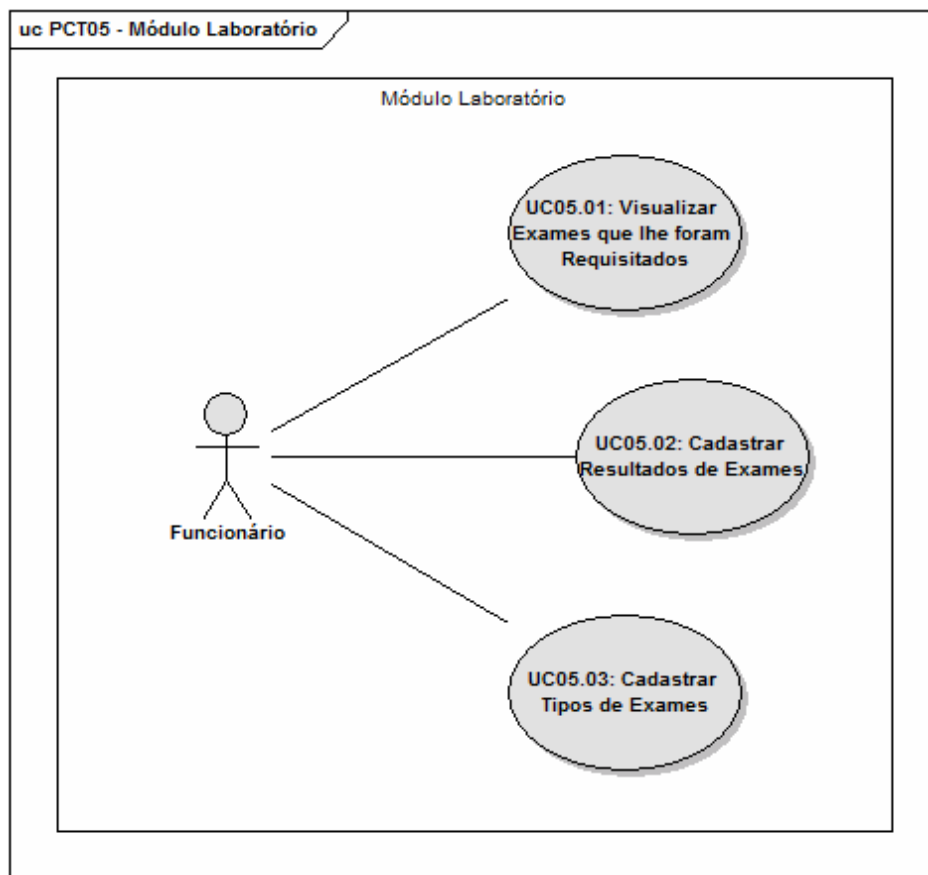 uc PCT05 - Módulo Laboratório
Módulo Laboratório
UC05.01: Visualizar
Exames que lhe foram
Requisitados
UC05.02: Cadastrar
Resultados de Exames
Funcionário
UC05.03: Cadastrar
Tipos de Exames